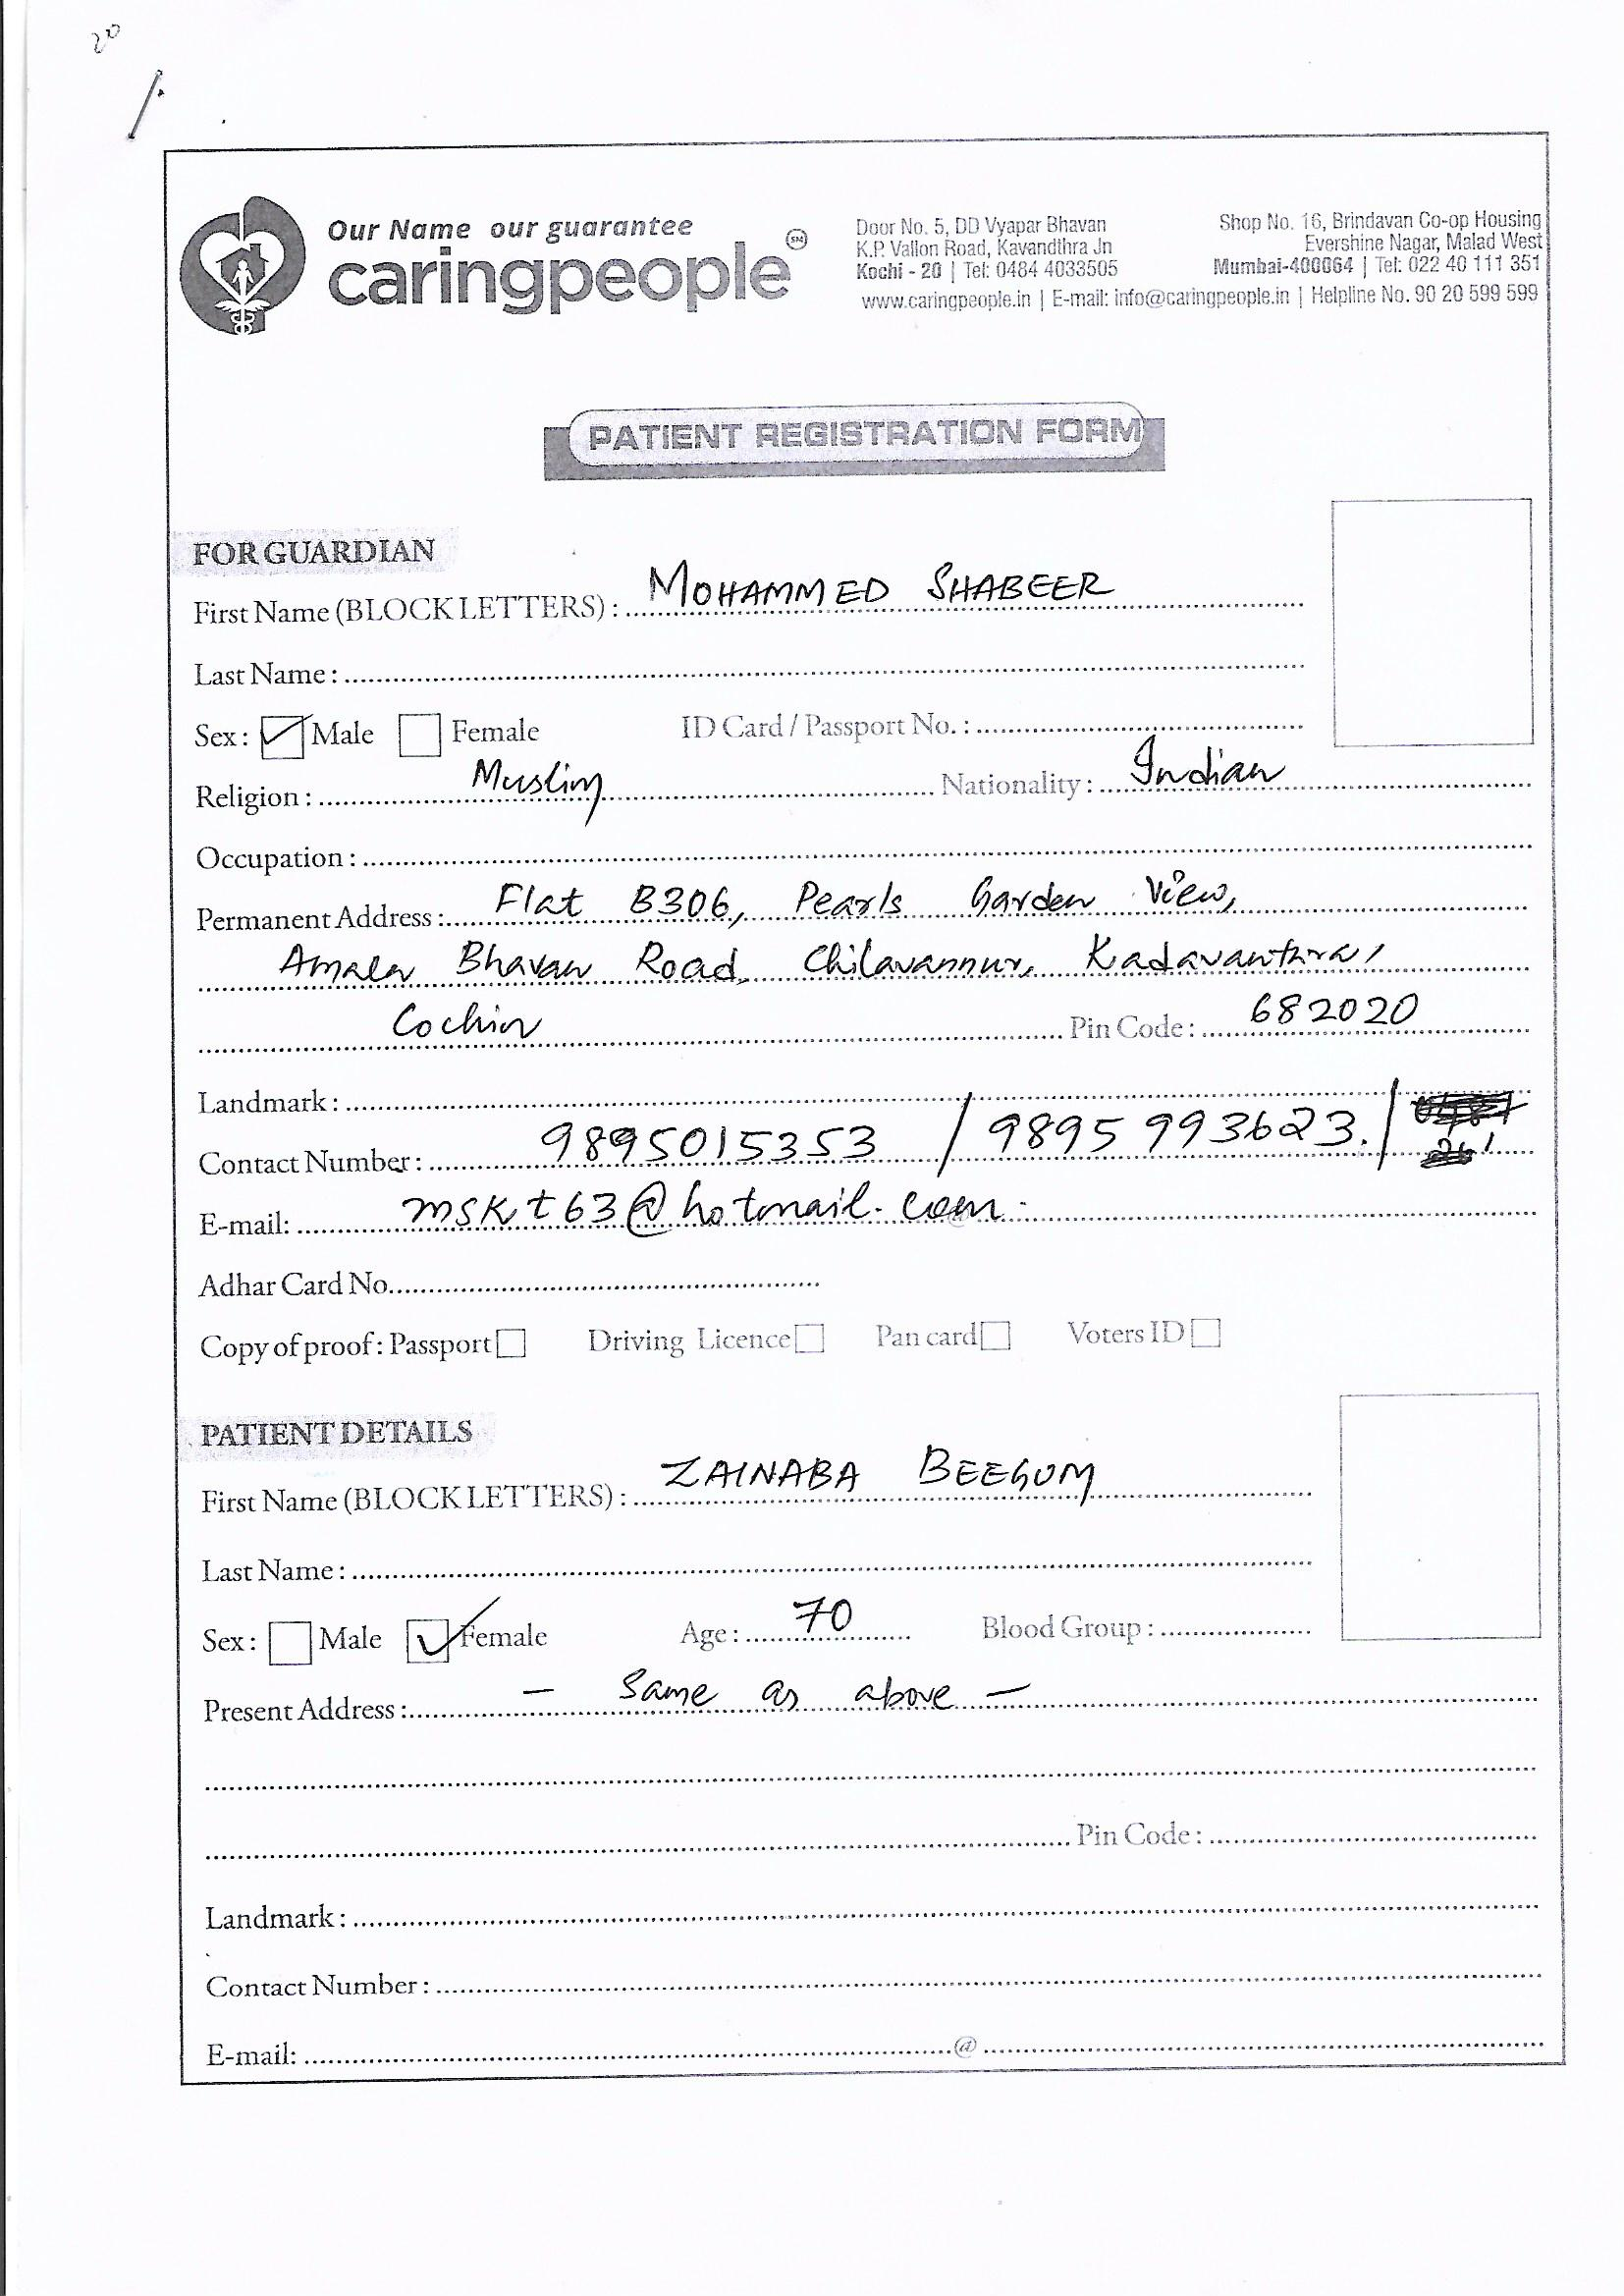 20
Our Name our guarantee
caringpeople SM
Door No. 5, DD Vyapar Bhavan
K.P. Vallon Road, Kavandthra Jn
Kochi - 20 | Tel: 0484 4033505
Shop No. 16, Brindavan Co-op Housing
Evershine Nagar, Malad West
Mumbai-400064 | Tel: 022 40 111 351
www.caringpeople.in | E-mail: info@caringpeople.in | Helpline No. 90 20 599 599
PATIENT REGISTRATION FORM
FOR GUARDIAN
First Name (BLOCK LETTERS) : MOHAMMED SHABEER
Last Name :
Sex : Male Female ID Card / Passport No. :
Religion : Muslim Nationality : Indian
Occupation :
Permanent Address : Flat B306, Pearls Garden View,
Amala Bhavan Road, Chilavannur, Kadavanthra,
Cochin Pin Code : 682020
Landmark :
Contact Number : 9895015353 / 9895 993623. /
E-mail: mskt63@hotmail.com.
Adhar Card No.
Copy of proof : Passport Driving Licence Pan card Voters ID
PATIENT DETAILS
First Name (BLOCK LETTERS) : ZAINABA BEEGUM
Last Name :
Sex : Male Female Age : 70 Blood Group :
Present Address : – Same as above –
Pin Code :
Landmark :
Contact Number :
E-mail: @